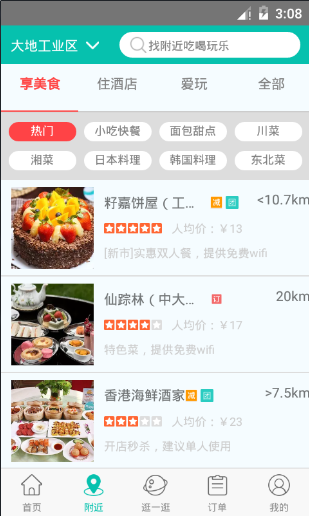 3:08
大地工业区 找附近吃喝玩乐
享美食 住酒店 爱玩 全部
热门 小吃快餐 面包甜点 川菜
湘菜 日本料理 韩国料理 东北菜
籽嘉饼屋（工... 减 团 <10.7km
人均价：￥13
[新市]实惠双人餐，提供免费wifi
仙踪林（中大... 订 20km
人均价：￥17
特色菜，提供免费wifi
香港海鲜酒家 减 团 >7.5km
人均价：￥23
开店秒杀，建议单人使用
首页 附近 逛一逛 订单 我的